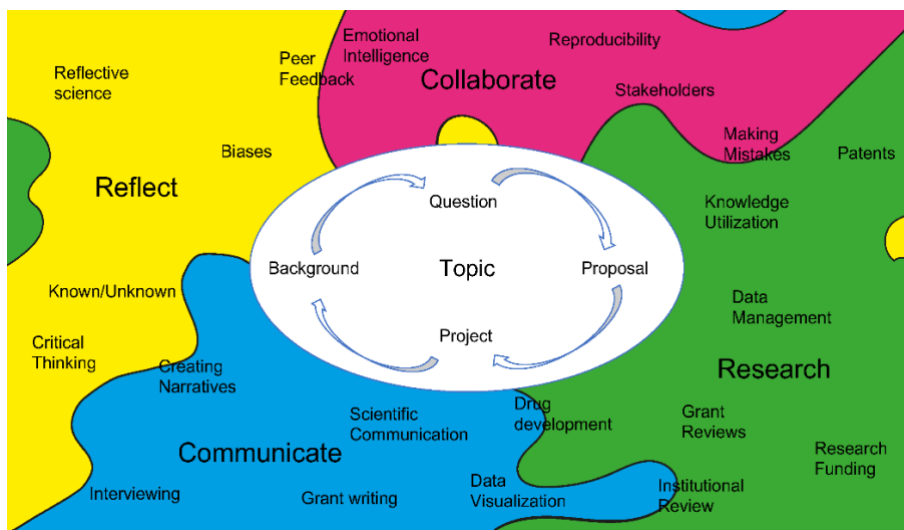 Emotional
Intelligence
Reproducibility
Peer
Feedback
Reflective
science
Collaborate
Stakeholders
Making
Mistakes
Patents
Biases
Reflect
Knowledge
Utilization
Question
Background
Topic
Proposal
Known/Unknown
Data
Management
Project
Critical
Thinking
Creating
Narratives
Research
Scientific
Communication
Drug
development
Grant
Reviews
Communicate
Research
Funding
Interviewing
Grant writing
Data
Visualization
Institutional
Review